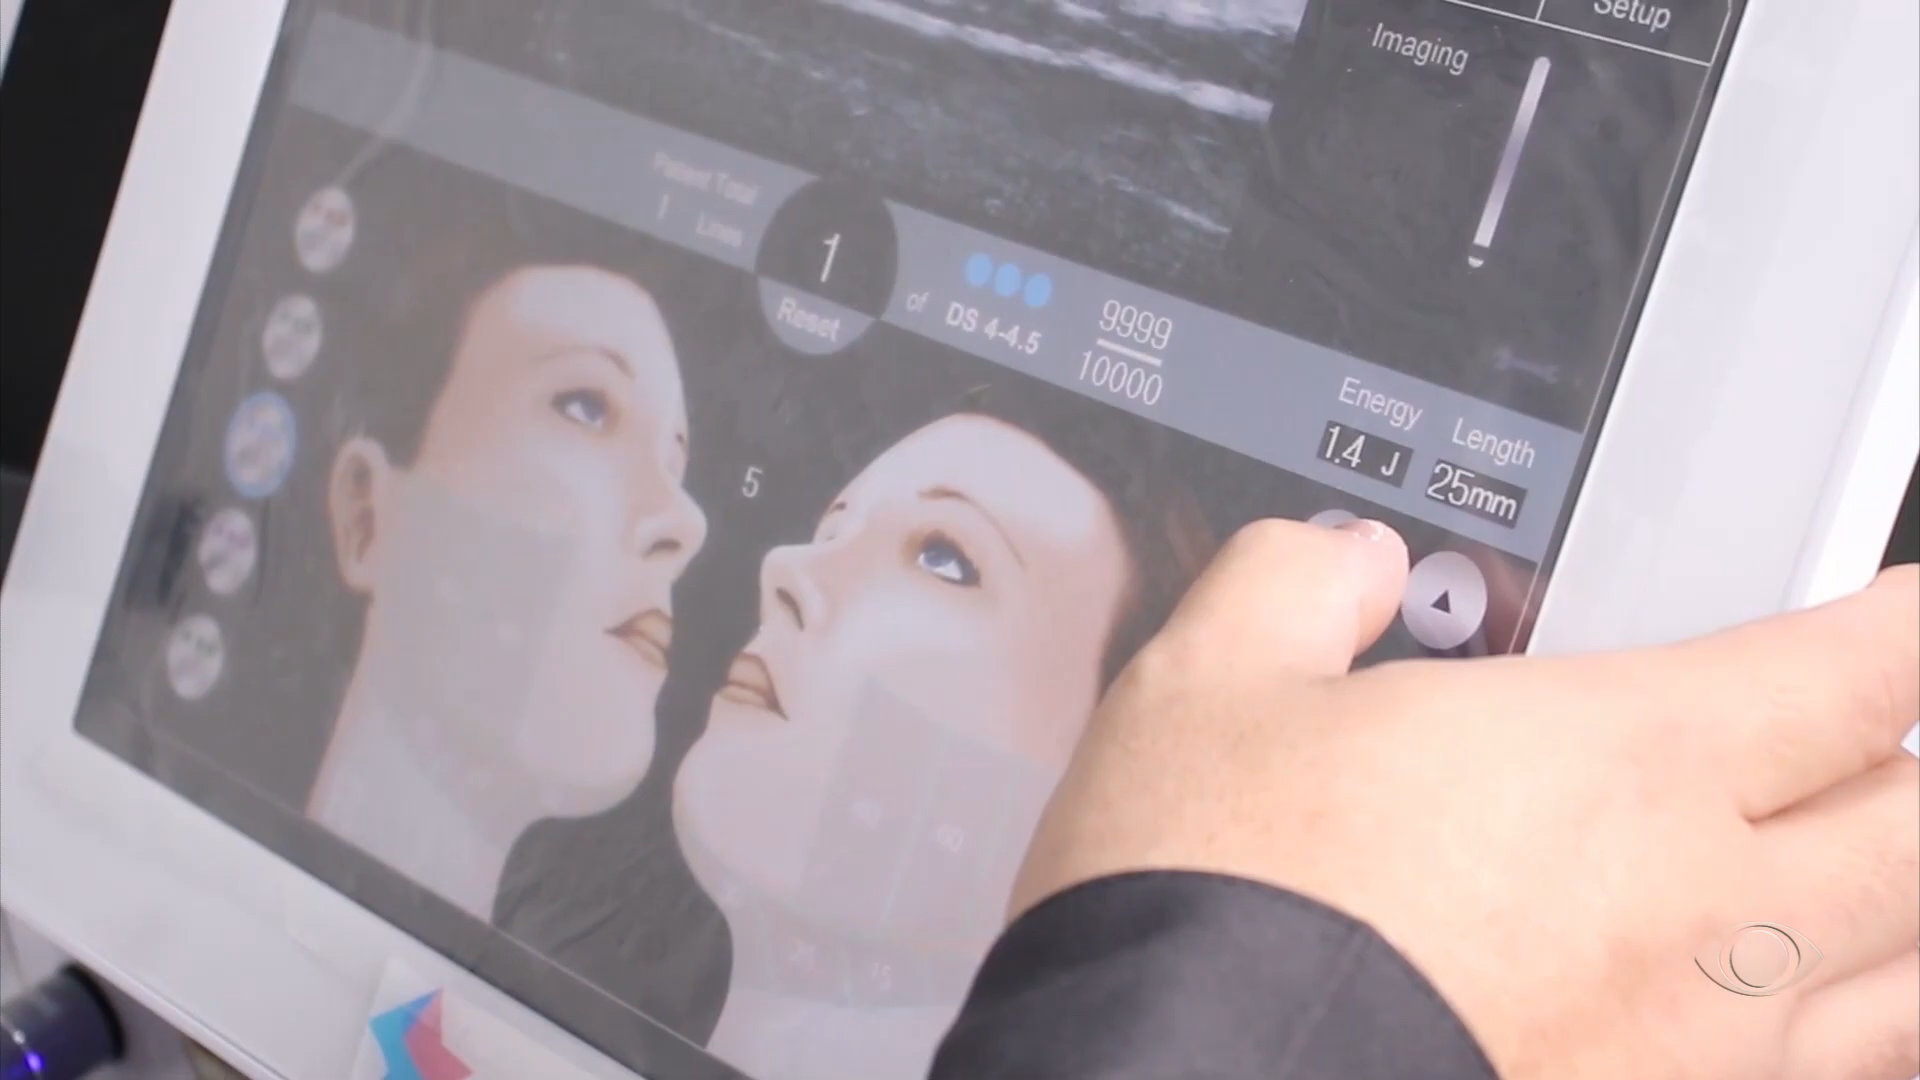 Setup
Imaging
Patient Total
1 Lines
1
Reset
of
DS 4-4.5
9999
10000
Energy
1.4 J
Length
25mm
5